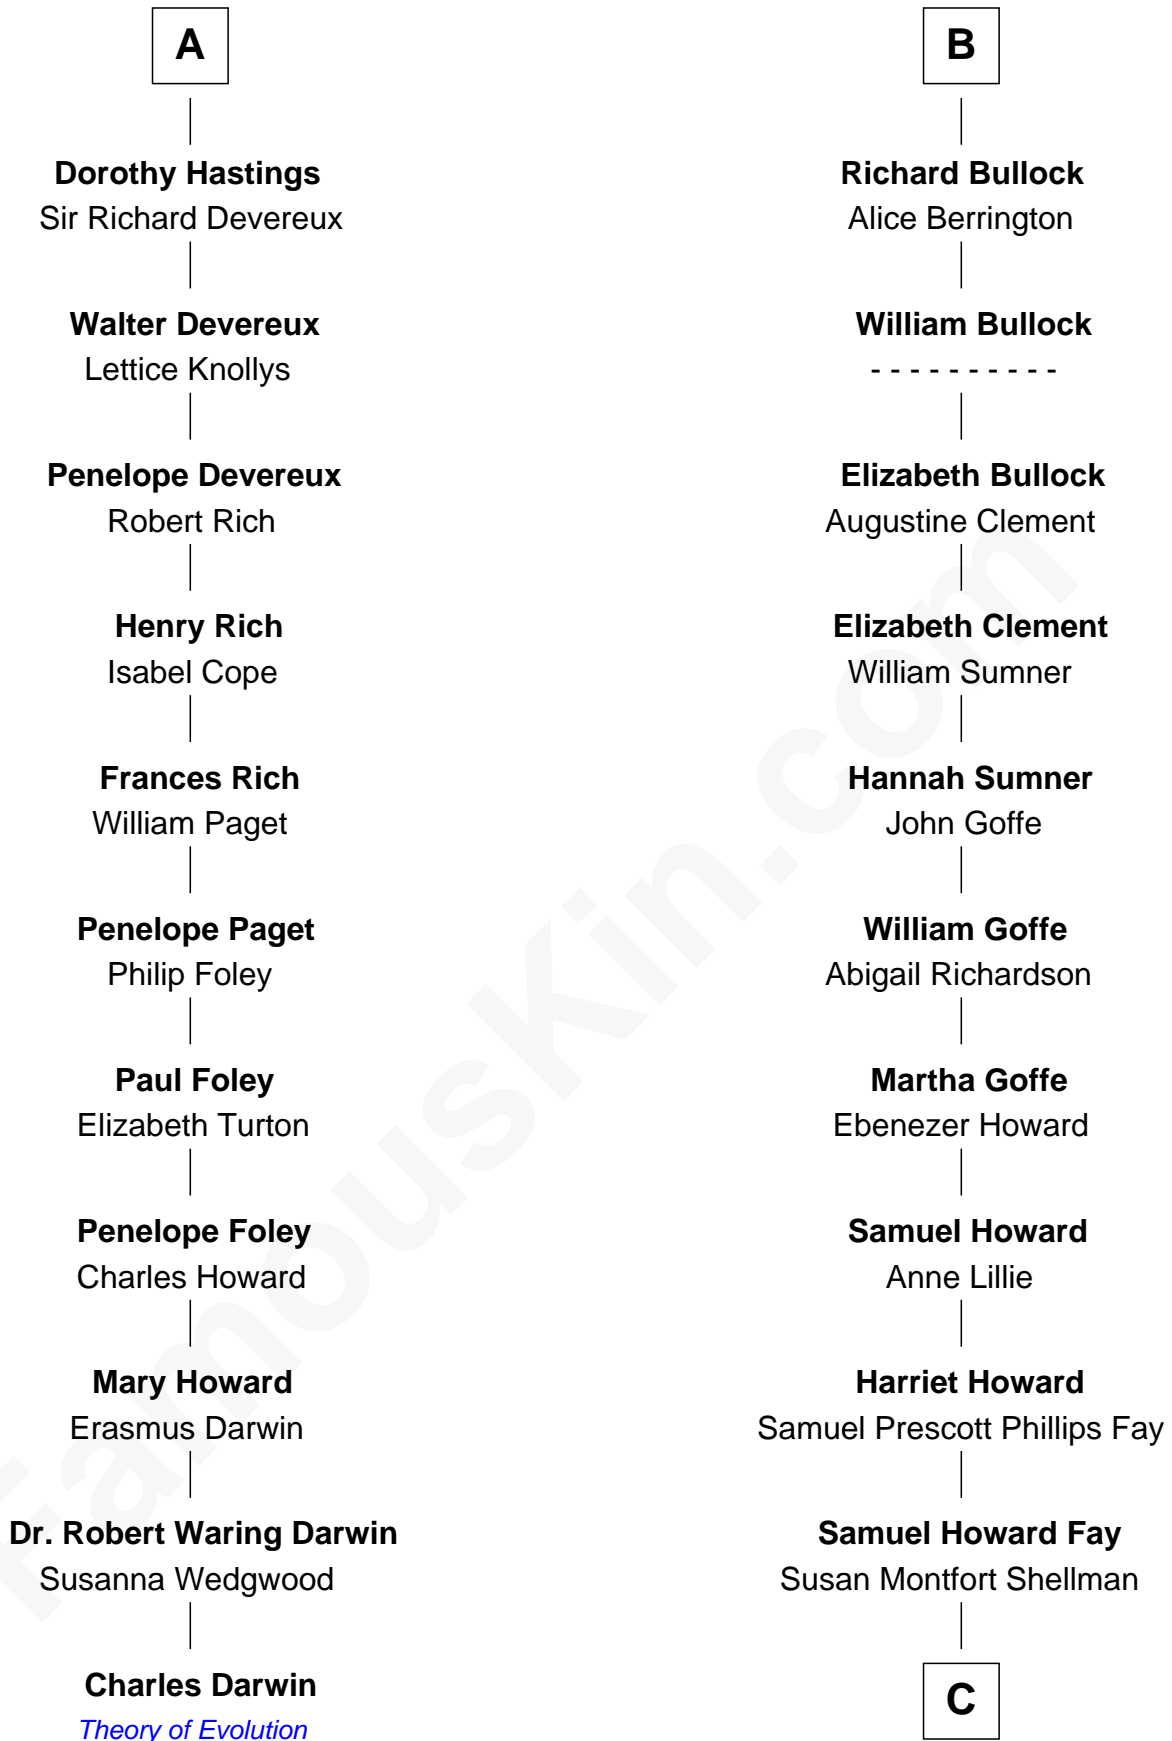 A
Dorothy Hastings
Sir Richard Devereux
Walter Devereux
Lettice Knollys
Penelope Devereux
Robert Rich
Henry Rich
Isabel Cope
Frances Rich
William Paget
Penelope Paget
Philip Foley
Paul Foley
Elizabeth Turton
Penelope Foley
Charles Howard
Mary Howard
Erasmus Darwin
Dr. Robert Waring Darwin
Susanna Wedgwood
Charles Darwin
Theory of Evolution
B
Richard Bullock
Alice Berrington
William Bullock
- - - - - - - - - -
Elizabeth Bullock
Augustine Clement
Elizabeth Clement
William Sumner
Hannah Sumner
John Goffe
William Goffe
Abigail Richardson
Martha Goffe
Ebenezer Howard
Samuel Howard
Anne Lillie
Harriet Howard
Samuel Prescott Phillips Fay
Samuel Howard Fay
Susan Montfort Shellman
C
FamousKin.com